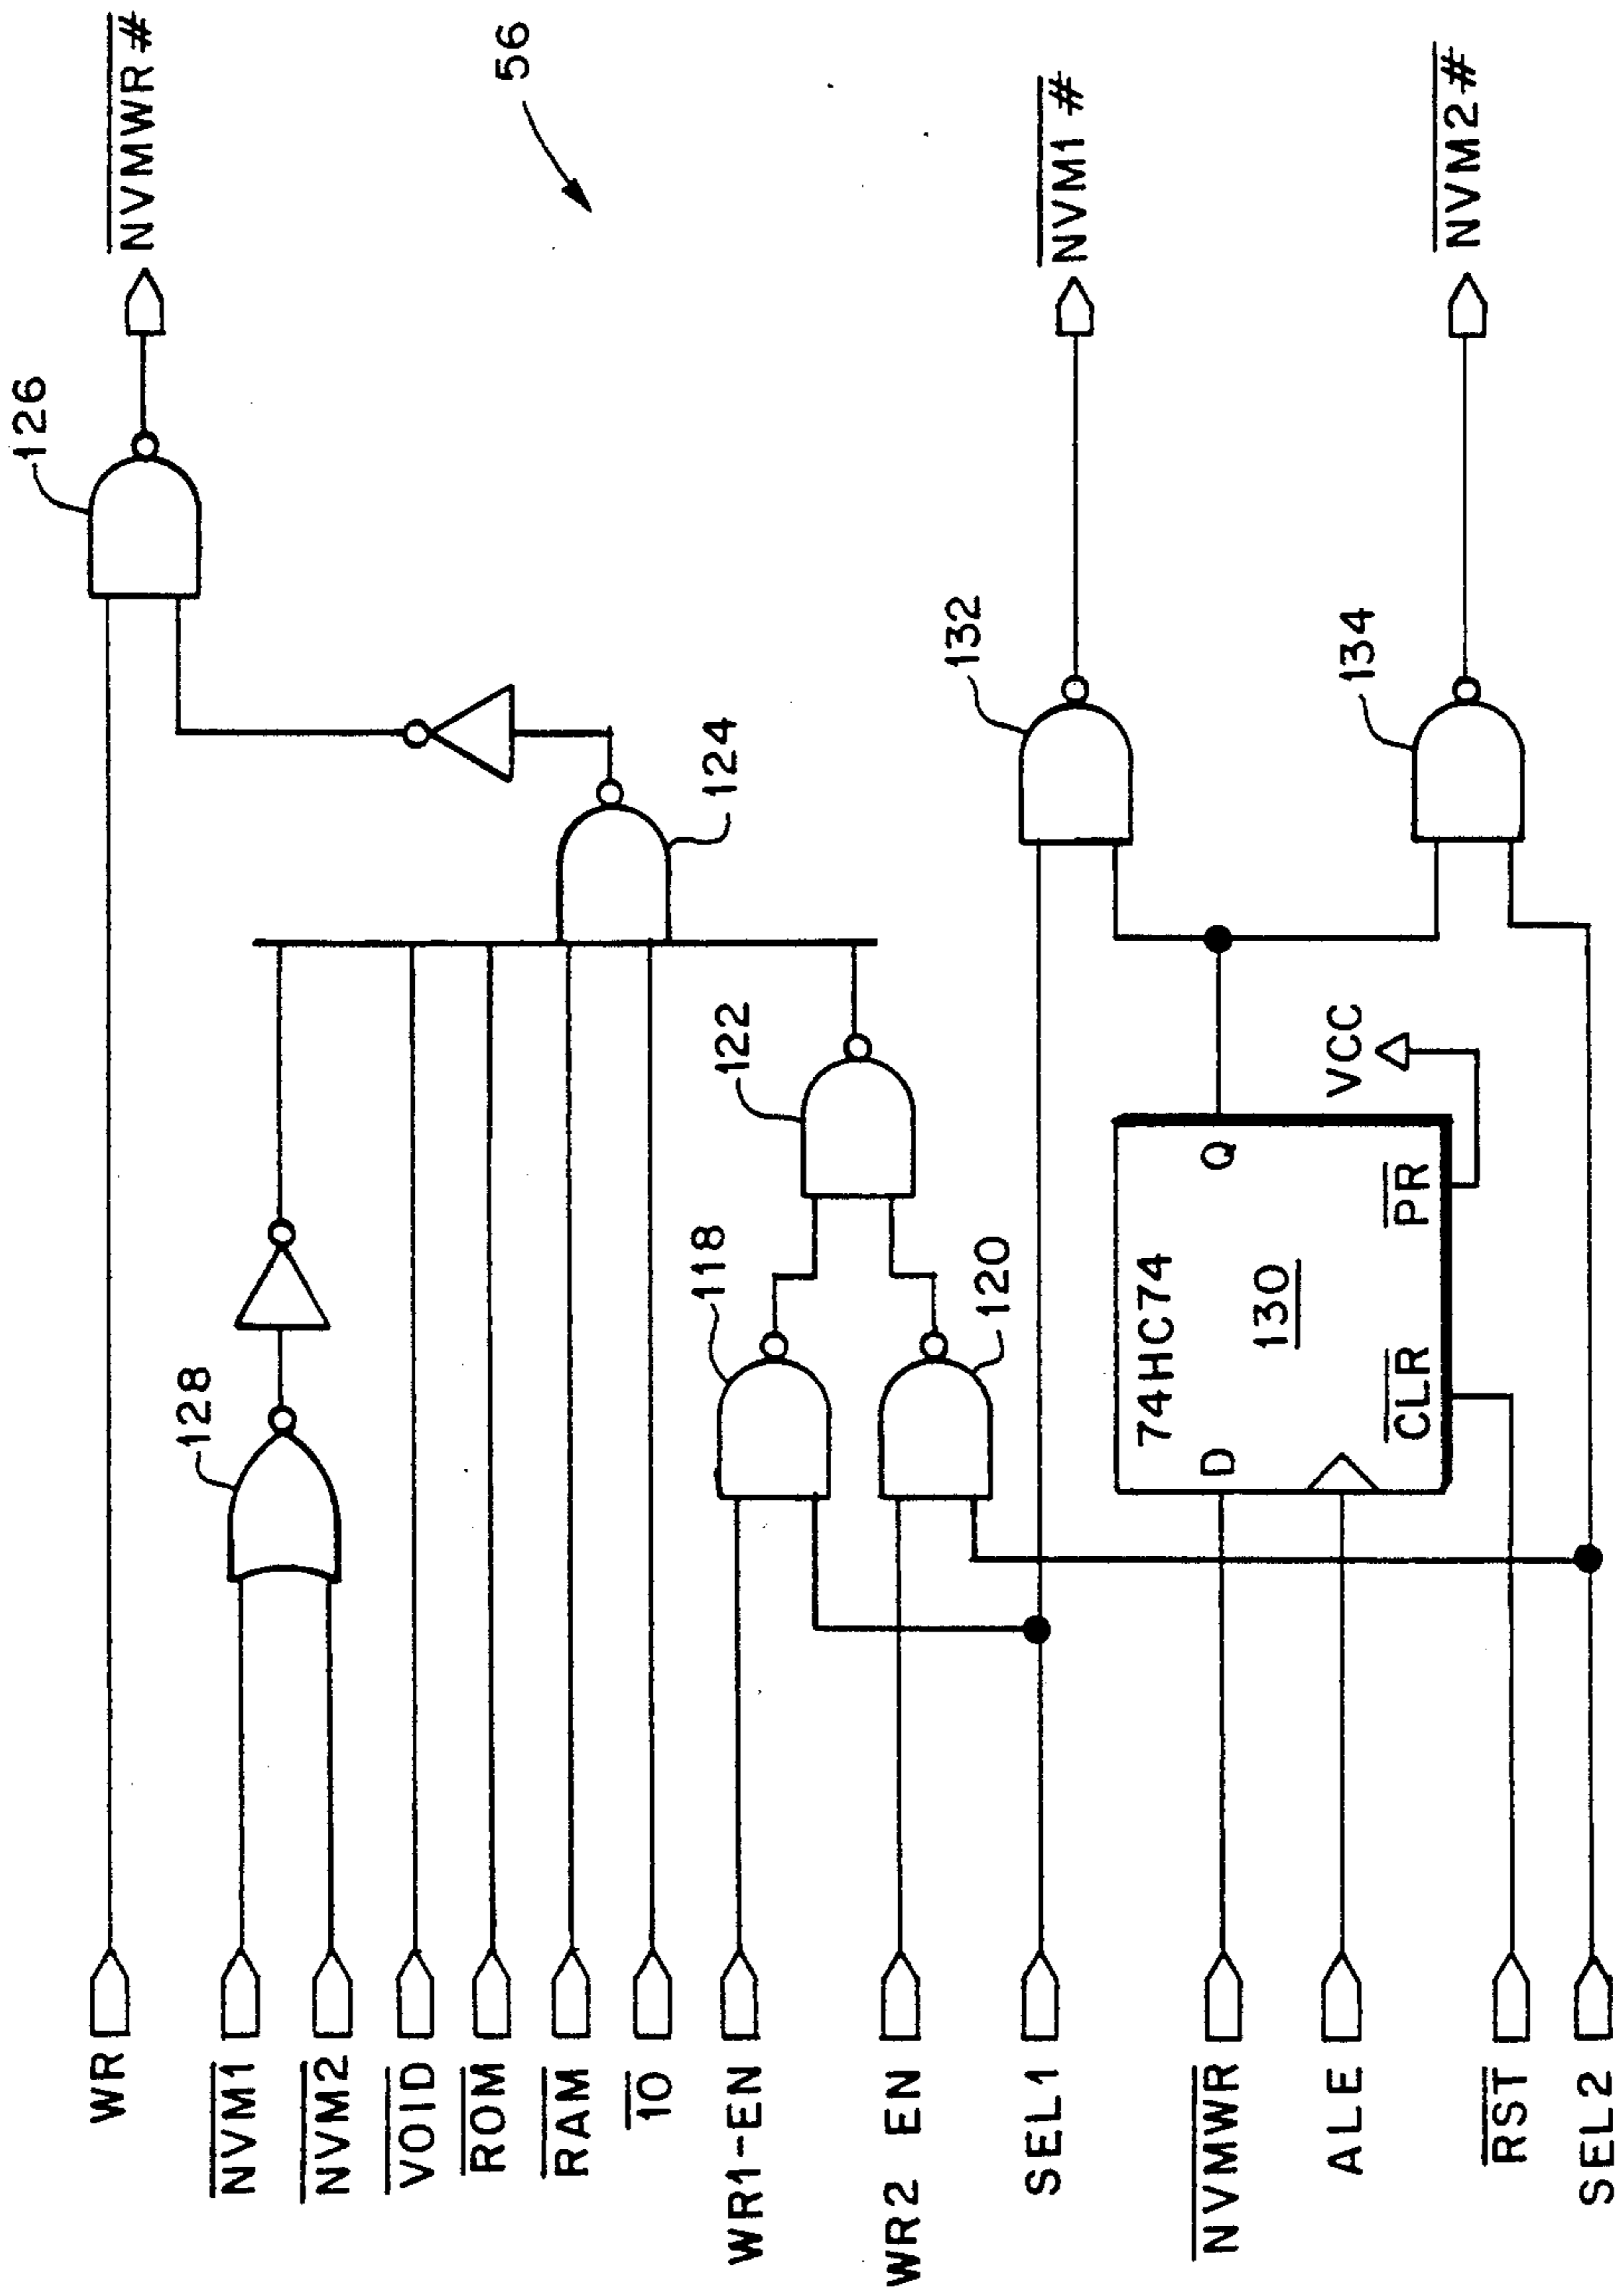 WR
NVM1
NVM2
VOID
ROM
RAM
10
WR1-EN
WR2 EN
SEL1
NVMWR
ALE
RST
SEL2
128
118
120
122
124
126
74HC74
130
D
Q
CLR
PR
VCC
132
134
56
NVMWR#
NVM1#
NVM2#